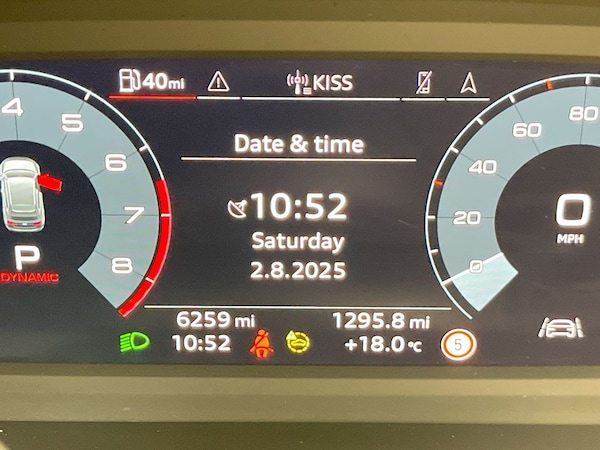 40mi
KISS
Date & time
10:52
Saturday
2.8.2025
4
5
6
7
8
P
DYNAMIC
80
60
40
20
0
0
MPH
6259 mi
1295.8 mi
10:52
+18.0°C
5